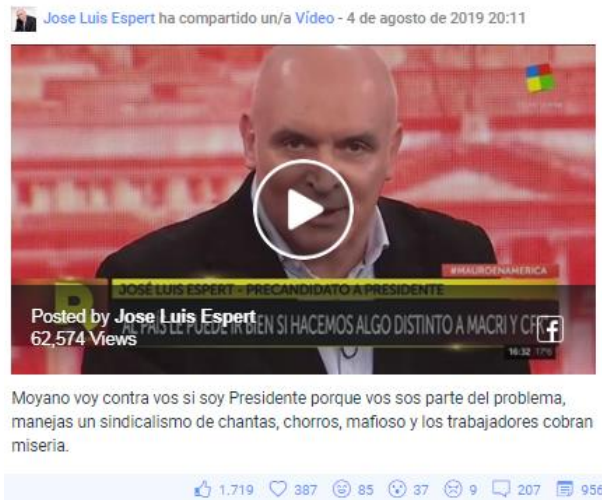 Jose Luis Espert ha compartido un/a Vídeo - 4 de agosto de 2019 20:11
#MAUROENAMERICA
JOSÉ LUIS ESPERT - PRECANDIDATO A PRESIDENTE
AL PAÍS LE PUEDE IR BIEN SI HACEMOS ALGO DISTINTO A MACRI Y CFK
Posted by Jose Luis Espert
62,574 Views
16:32
Moyano voy contra vos si soy Presidente porque vos sos parte del problema,
manejas un sindicalismo de chantas, chorros, mafioso y los trabajadores cobran
miseria.
1.719 387 85 37 9 207 956